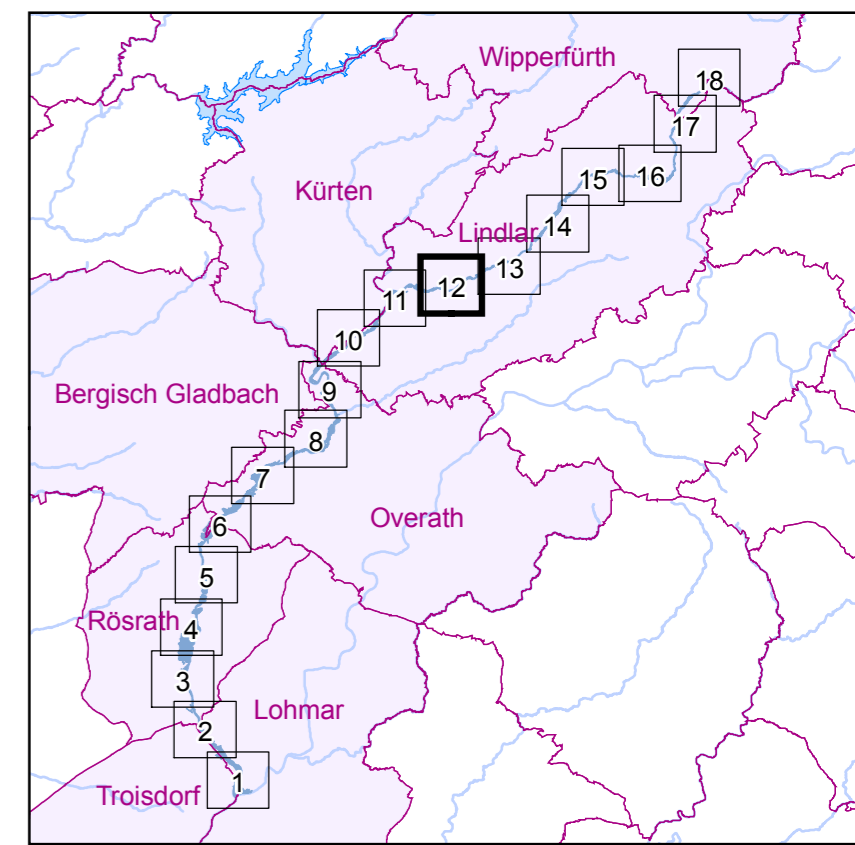 Wipperfürth
18
17
Kürten
15
16
14
Lindlar
13
12
11
10
Bergisch Gladbach
9
8
7
6
Overath
5
Rösrath
4
3
Lohmar
2
1
Troisdorf